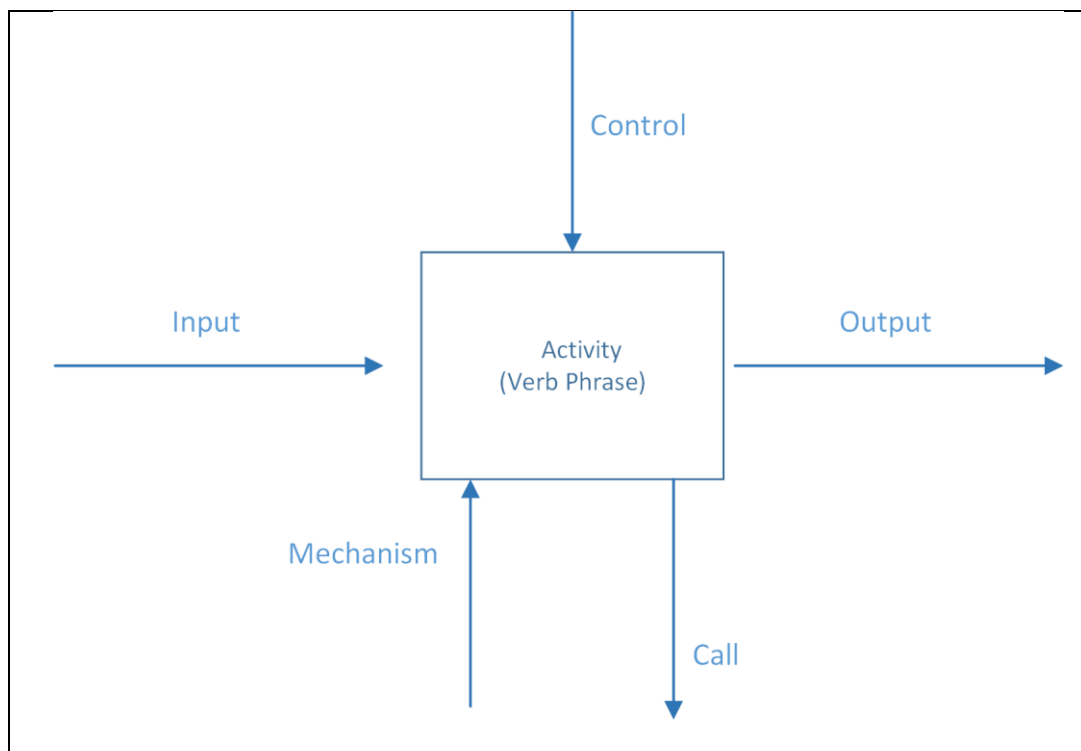 Control
Input
Output
Activity
(Verb Phrase)
Mechanism
Call